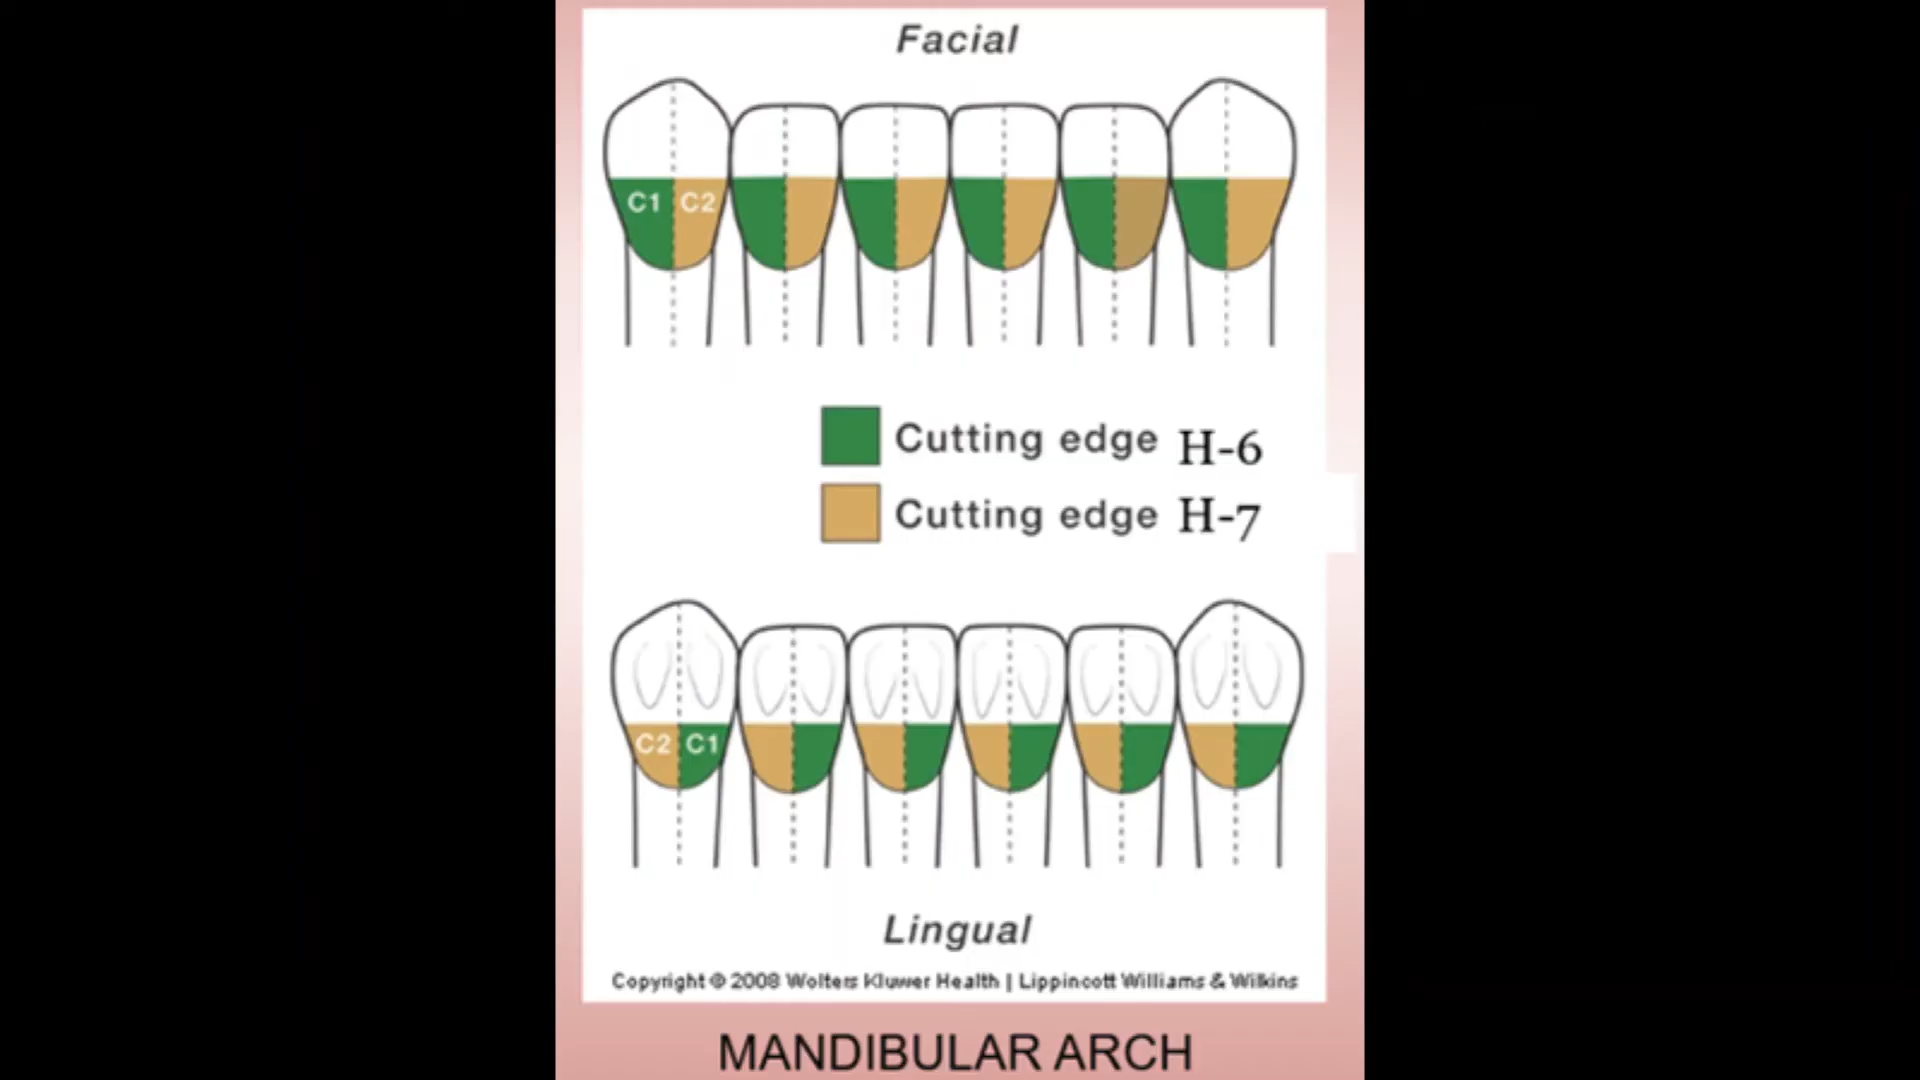 Facial
C1 C2
Cutting edge H-6
Cutting edge H-7
C2 C1
Lingual
Copyright © 2008 Wolters Kluwer Health | Lippincott Williams & Wilkins
MANDIBULAR ARCH